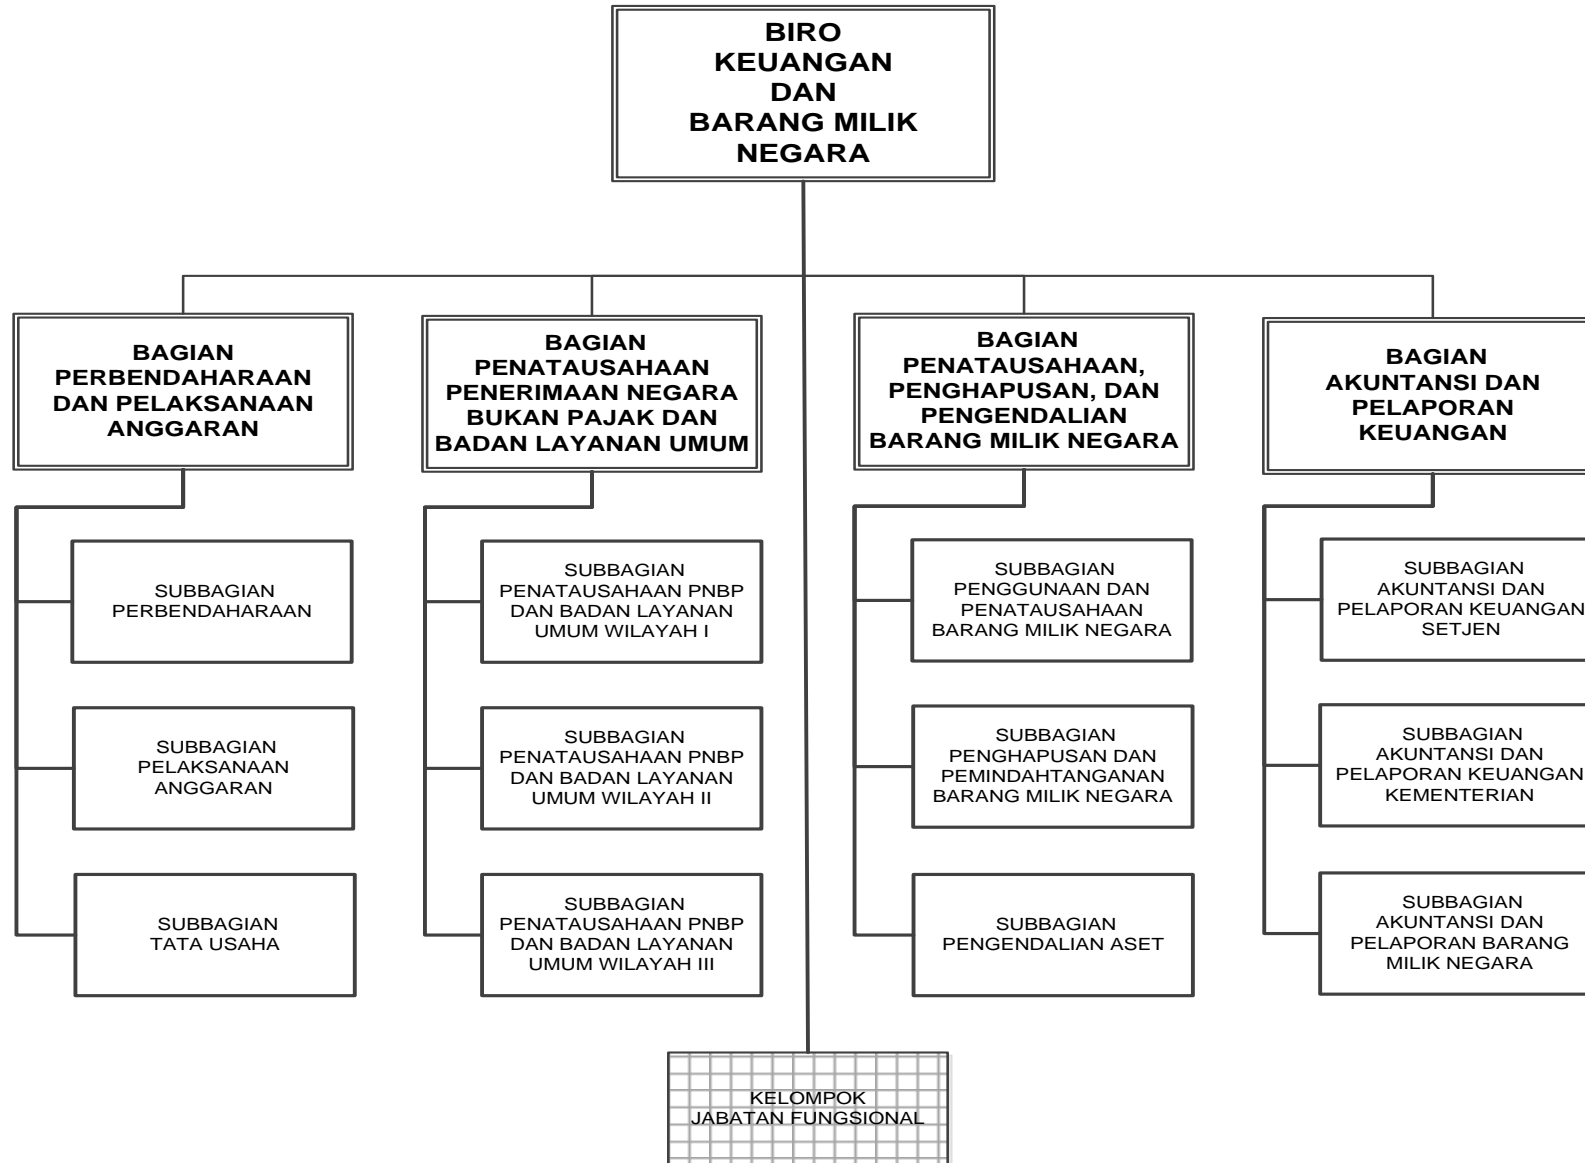 BIRO
KEUANGAN
DAN
BARANG MILIK
NEGARA
BAGIAN
PERBENDAHARAAN
DAN PELAKSANAAN
ANGGARAN
BAGIAN
PENATAUSAHAAN
PENERIMAAN NEGARA
BUKAN PAJAK DAN
BADAN LAYANAN UMUM
BAGIAN
PENATAUSAHAAN,
PENGHAPUSAN, DAN
PENGENDALIAN
BARANG MILIK NEGARA
BAGIAN
AKUNTANSI DAN
PELAPORAN
KEUANGAN
SUBBAGIAN
PERBENDAHARAAN
SUBBAGIAN
PELAKSANAAN
ANGGARAN
SUBBAGIAN
TATA USAHA
SUBBAGIAN
PENATAUSAHAAN PNBP
DAN BADAN LAYANAN
UMUM WILAYAH I
SUBBAGIAN
PENATAUSAHAAN PNBP
DAN BADAN LAYANAN
UMUM WILAYAH II
SUBBAGIAN
PENATAUSAHAAN PNBP
DAN BADAN LAYANAN
UMUM WILAYAH III
SUBBAGIAN
PENGGUNAAN DAN
PENATAUSAHAAN
BARANG MILIK NEGARA
SUBBAGIAN
PENGHAPUSAN DAN
PEMINDAHTANGANAN
BARANG MILIK NEGARA
SUBBAGIAN
PENGENDALIAN ASET
SUBBAGIAN
AKUNTANSI DAN
PELAPORAN KEUANGAN
SETJEN
SUBBAGIAN
AKUNTANSI DAN
PELAPORAN KEUANGAN
KEMENTERIAN
SUBBAGIAN
AKUNTANSI DAN
PELAPORAN BARANG
MILIK NEGARA
KELOMPOK
JABATAN FUNGSIONAL